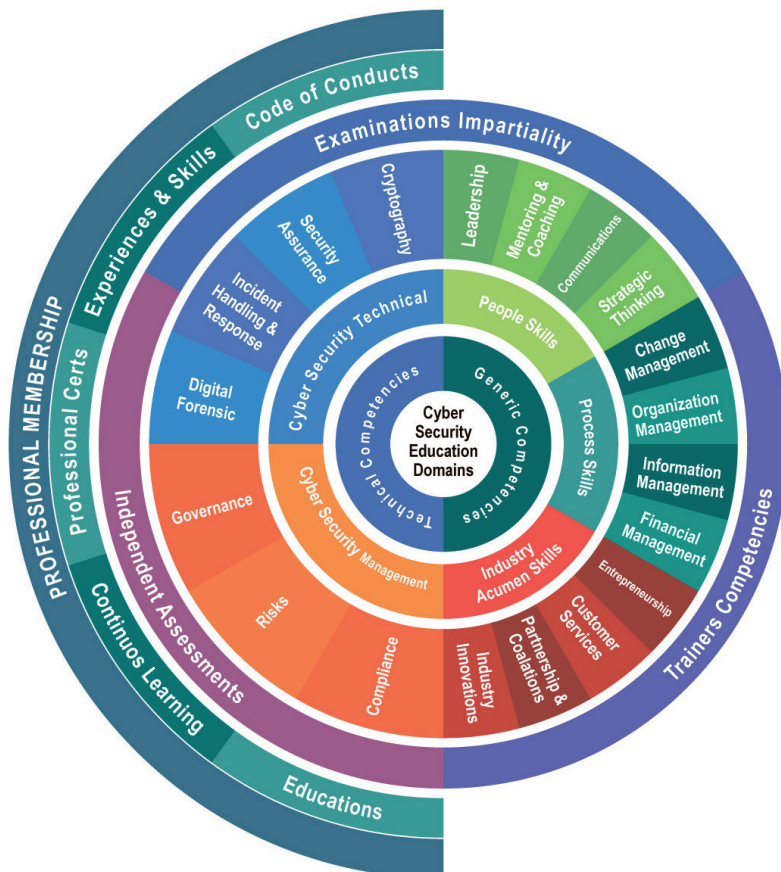 PROFESSIONAL MEMBERSHIP
Code of Conducts
Experiences & Skills
Professional Certs
Continuos Learning
Educations
Examinations Impartiality
Independent Assessments
Trainers Competencies
Cryptography
Security
Assurance
Incident
Handling &
Response
Digital
Forensic
Governance
Risks
Compliance
Leadership
Mentoring &
Coaching
Communications
Strategic
Thinking
Change
Management
Organization
Management
Information
Management
Financial
Management
Entrepreneurship
Customer
Services
Partnership &
Coalations
Industry
Innovations
Cyber Security Technical
People Skills
Process Skills
Industry
Acumen Skills
Cyber Security Management
Technical Competencies
Generic Competencies
Cyber
Security
Education
Domains